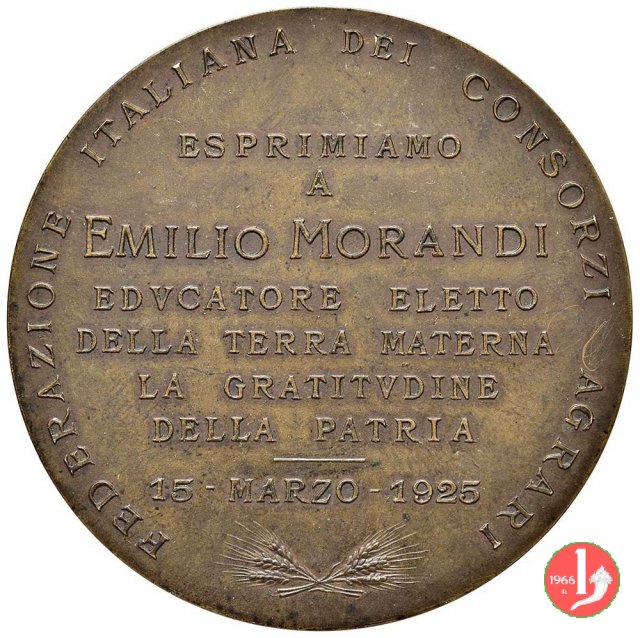 FEDERAZIONE ITALIANA DEI CONSORZI AGRARI
ESPRIMIAMO
A
EMILIO MORANDI
EDVCATORE ELETTO
DELLA TERRA MATERNA
LA GRATITVDINE
DELLA PATRIA
15 - MARZO - 1925
1966